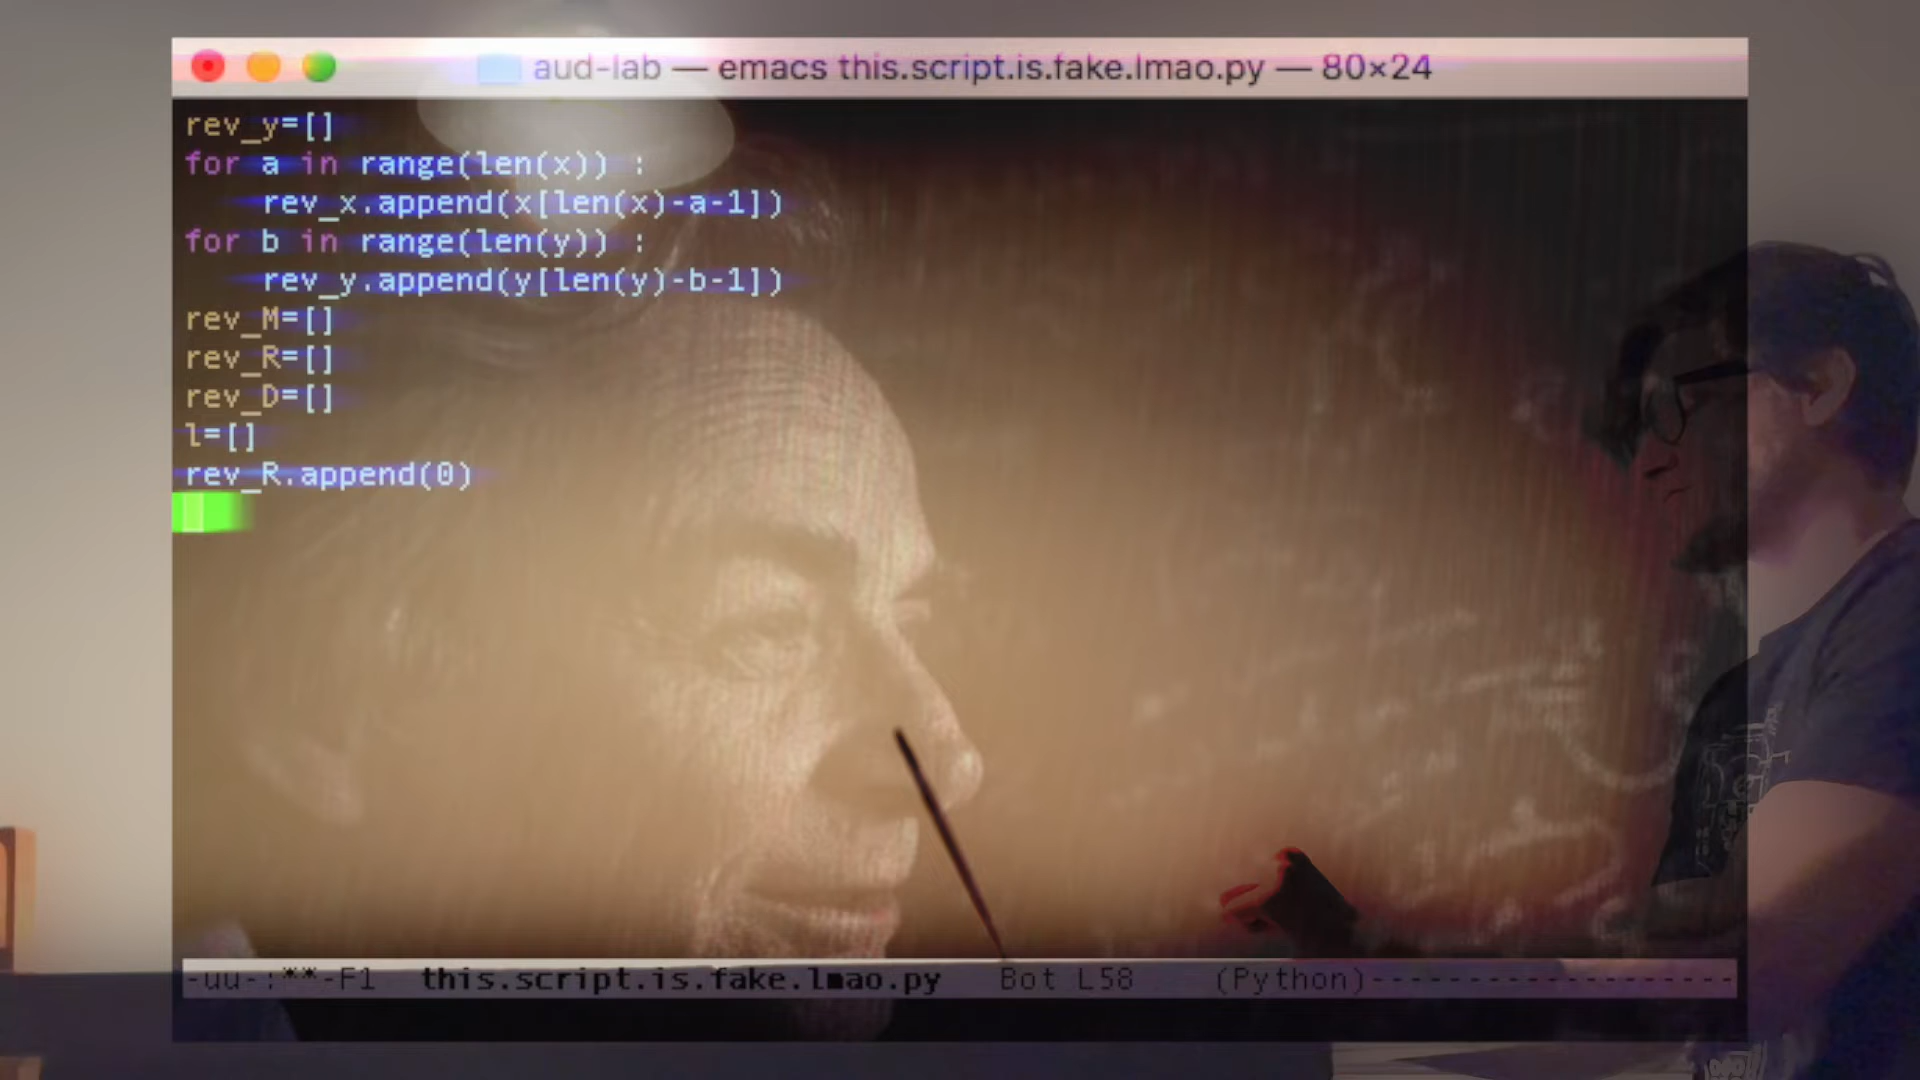 aud-lab — emacs this.script.is.fake.lmao.py — 80×24
rev_y=[]
for a in range(len(x)) :
    rev_x.append(x[len(x)-a-1])
for b in range(len(y)) :
    rev_y.append(y[len(y)-b-1])
rev_M=[]
rev_R=[]
rev_D=[]
l=[]
rev_R.append(0)
-uu-:**-F1  this.script.is.fake.lmao.py   Bot L58    (Python)-------------------